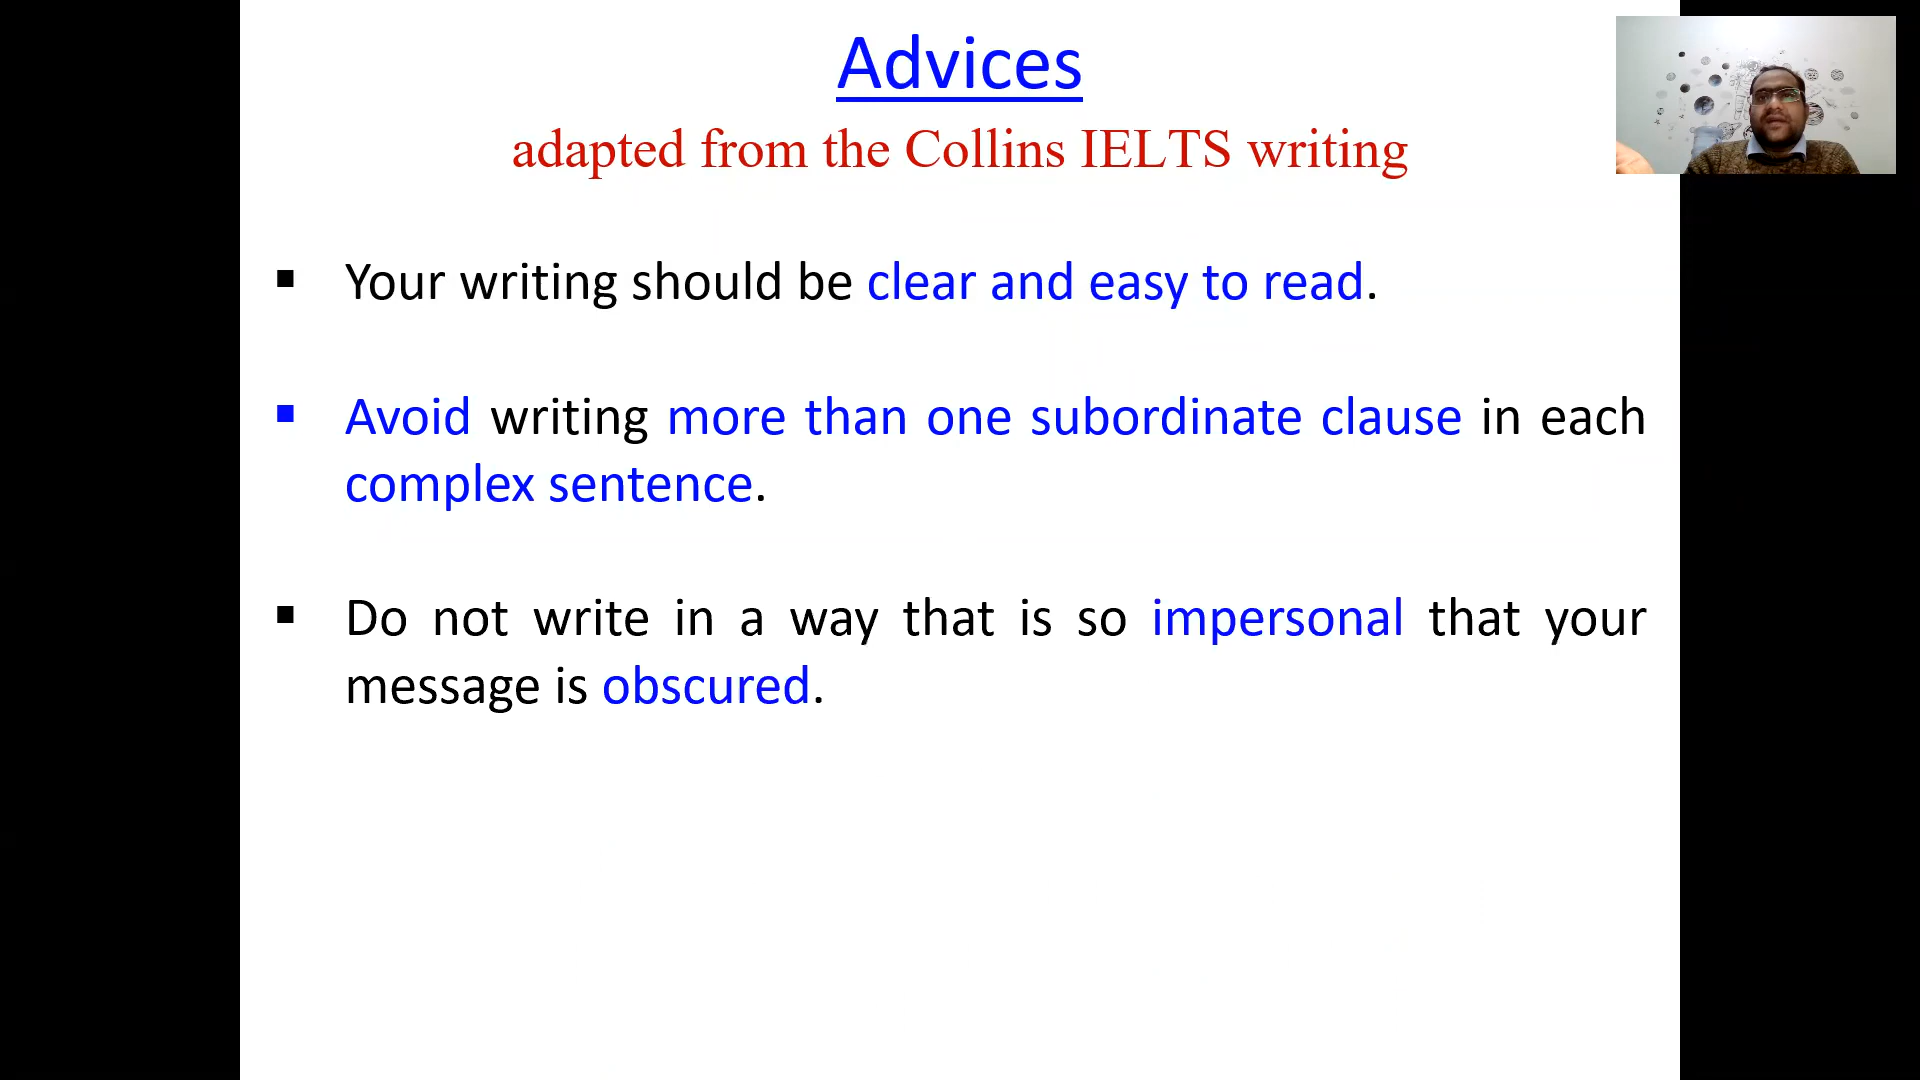 Advices
adapted from the Collins IELTS writing
▪ Your writing should be clear and easy to read.
▪ Avoid writing more than one subordinate clause in each
complex sentence.
▪ Do not write in a way that is so impersonal that your
message is obscured.